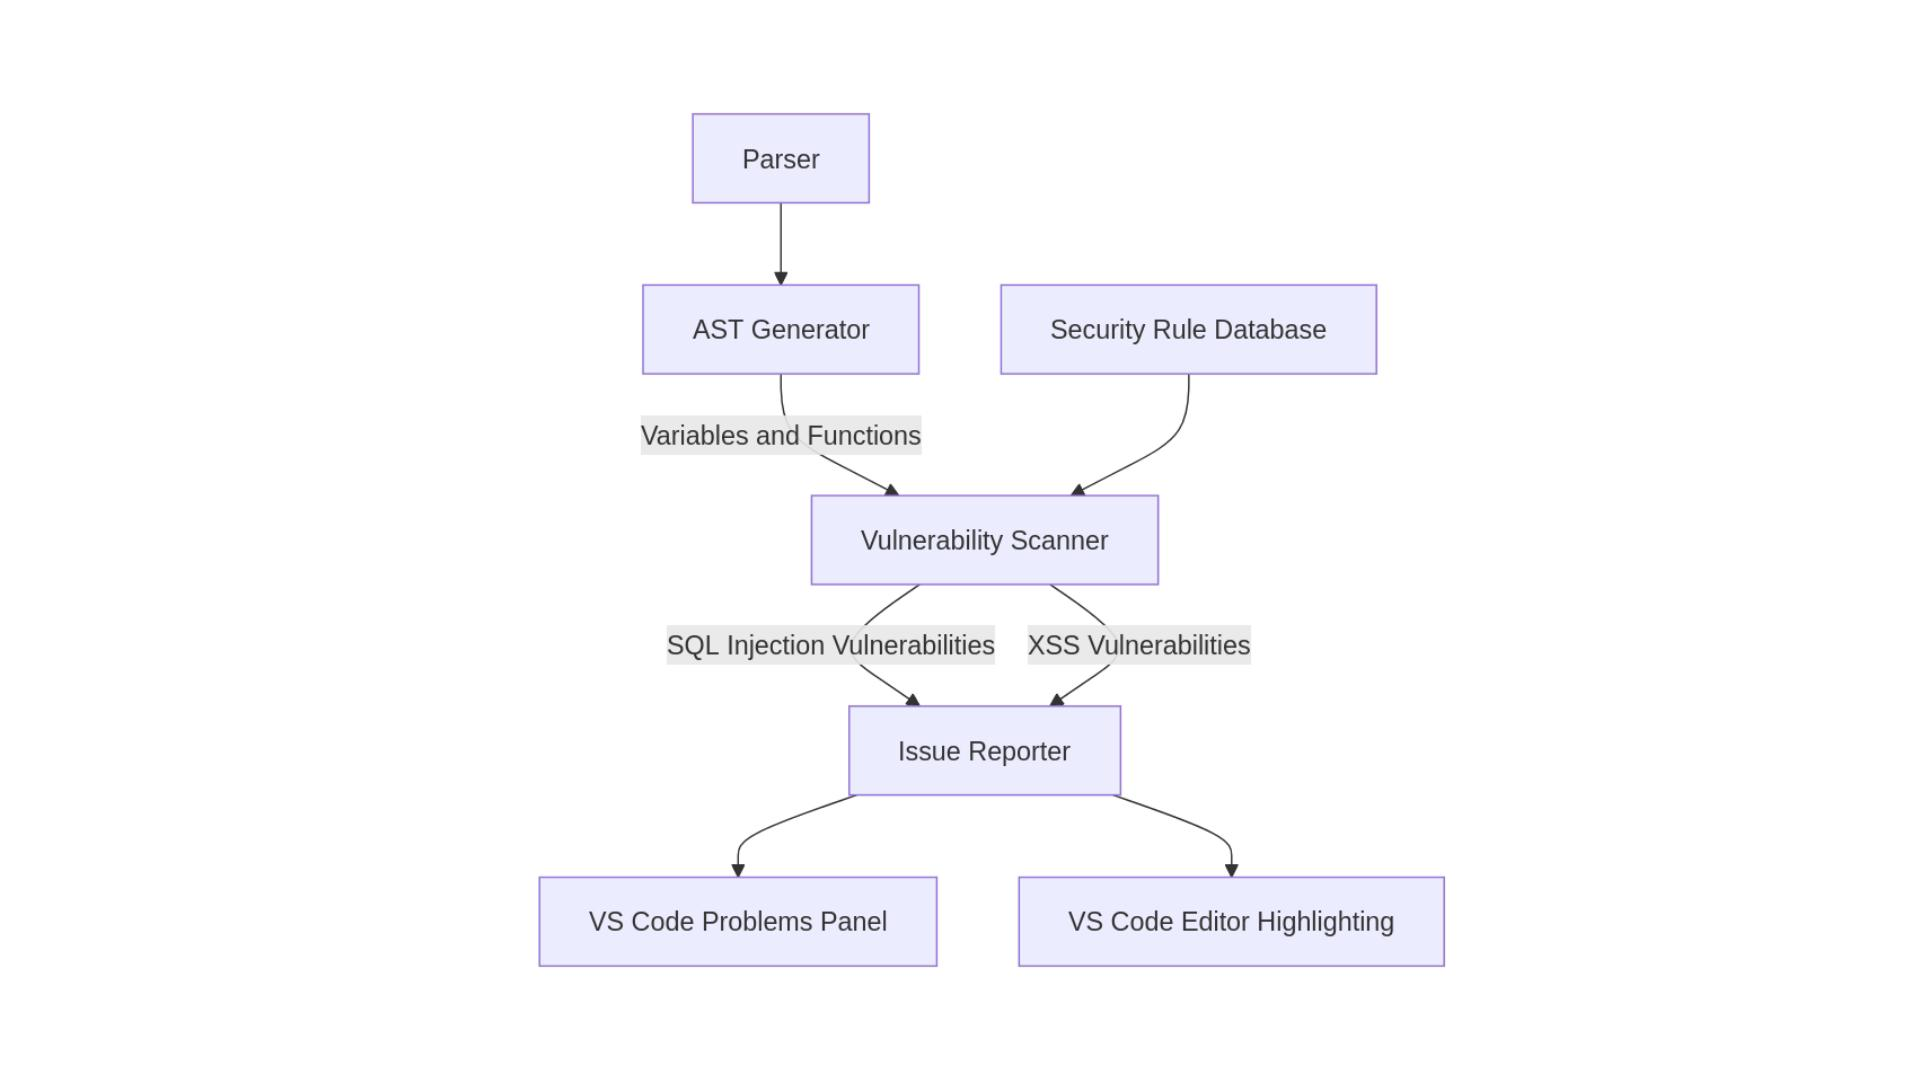 Parser
AST Generator
Security Rule Database
Variables and Functions
Vulnerability Scanner
SQL Injection Vulnerabilities
XSS Vulnerabilities
Issue Reporter
VS Code Problems Panel
VS Code Editor Highlighting